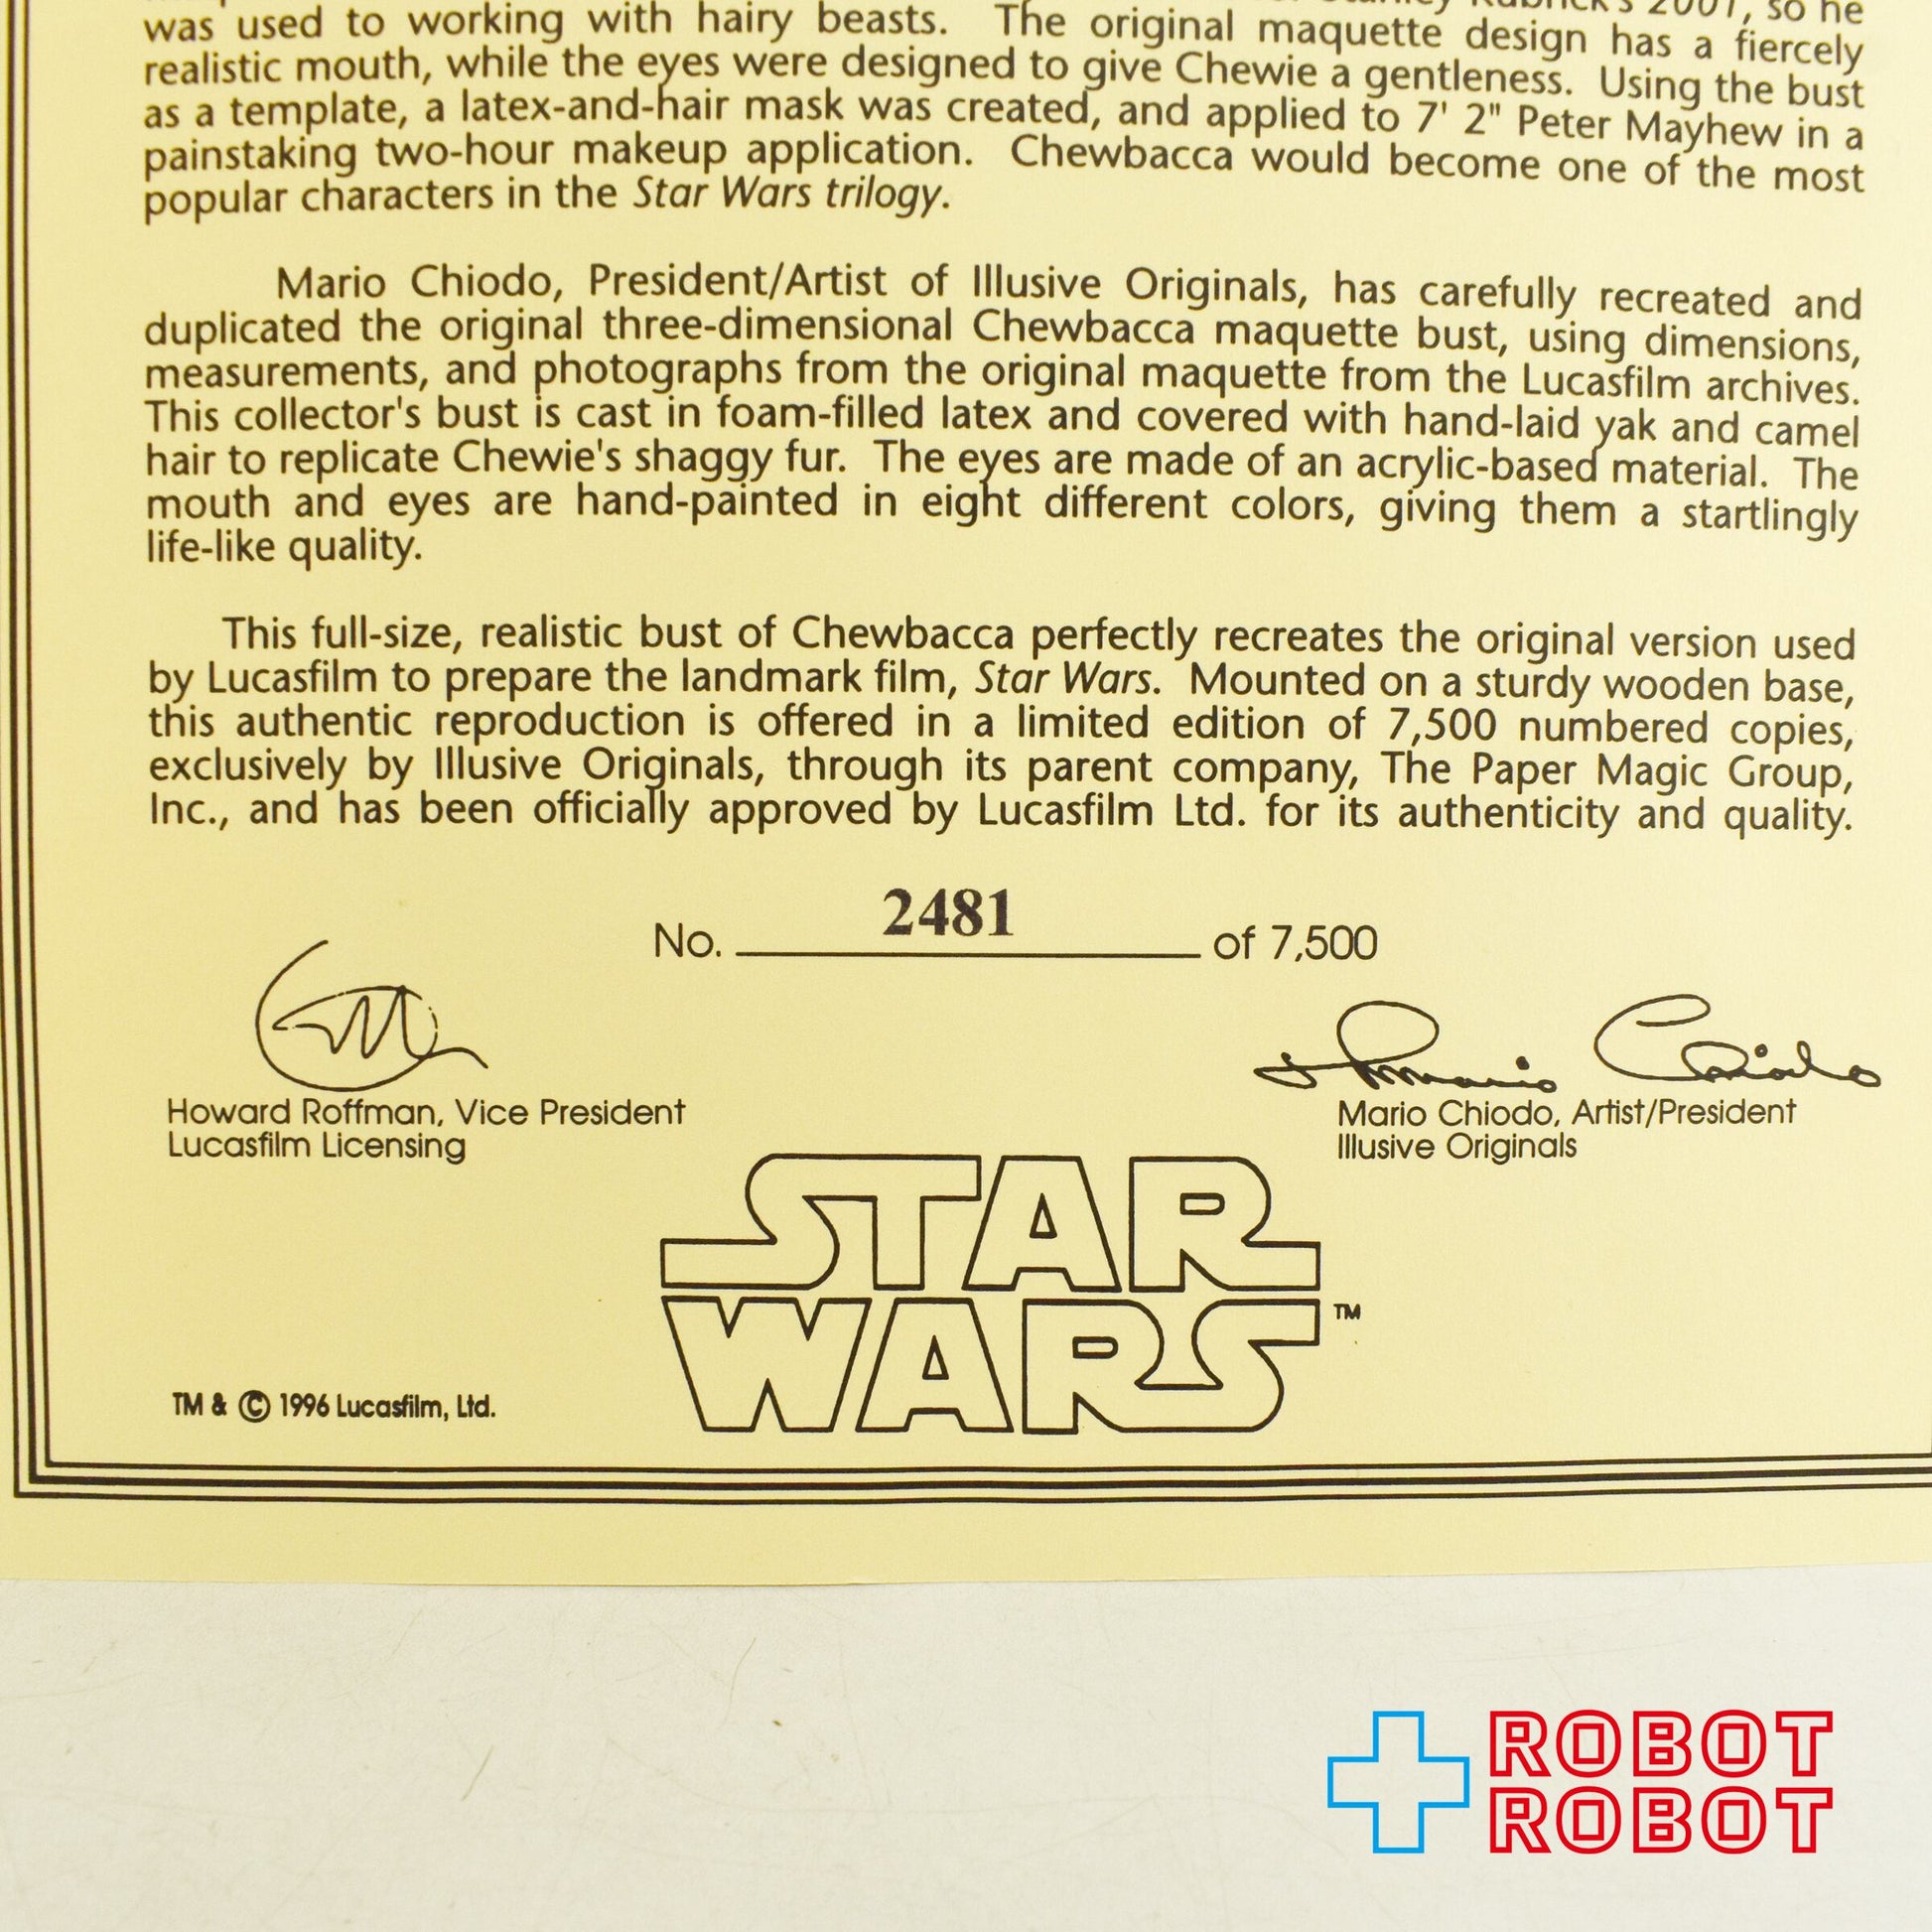 Kubrick's 2001, so he
was used to working with hairy beasts. The original maquette design has a fiercely
realistic mouth, while the eyes were designed to give Chewie a gentleness. Using the bust
as a template, a latex-and-hair mask was created, and applied to 7' 2" Peter Mayhew in a
painstaking two-hour makeup application. Chewbacca would become one of the most
popular characters in the Star Wars trilogy.
Mario Chiodo, President/Artist of Illusive Originals, has carefully recreated and
duplicated the original three-dimensional Chewbacca maquette bust, using dimensions,
measurements, and photographs from the original maquette from the Lucasfilm archives.
This collector's bust is cast in foam-filled latex and covered with hand-laid yak and camel
hair to replicate Chewie's shaggy fur. The eyes are made of an acrylic-based material. The
mouth and eyes are hand-painted in eight different colors, giving them a startlingly
life-like quality.
This full-size, realistic bust of Chewbacca perfectly recreates the original version used
by Lucasfilm to prepare the landmark film, Star Wars. Mounted on a sturdy wooden base,
this authentic reproduction is offered in a limited edition of 7,500 numbered copies,
exclusively by Illusive Originals, through its parent company, The Paper Magic Group,
Inc., and has been officially approved by Lucasfilm Ltd. for its authenticity and quality.
No. 2481 of 7,500
Mario Chiodo
Howard Roffman, Vice President
Lucasfilm Licensing
Mario Chiodo, Artist/President
Illusive Originals
STAR
WARS ™
TM & © 1996 Lucasfilm, Ltd.
ROBOT
ROBOT